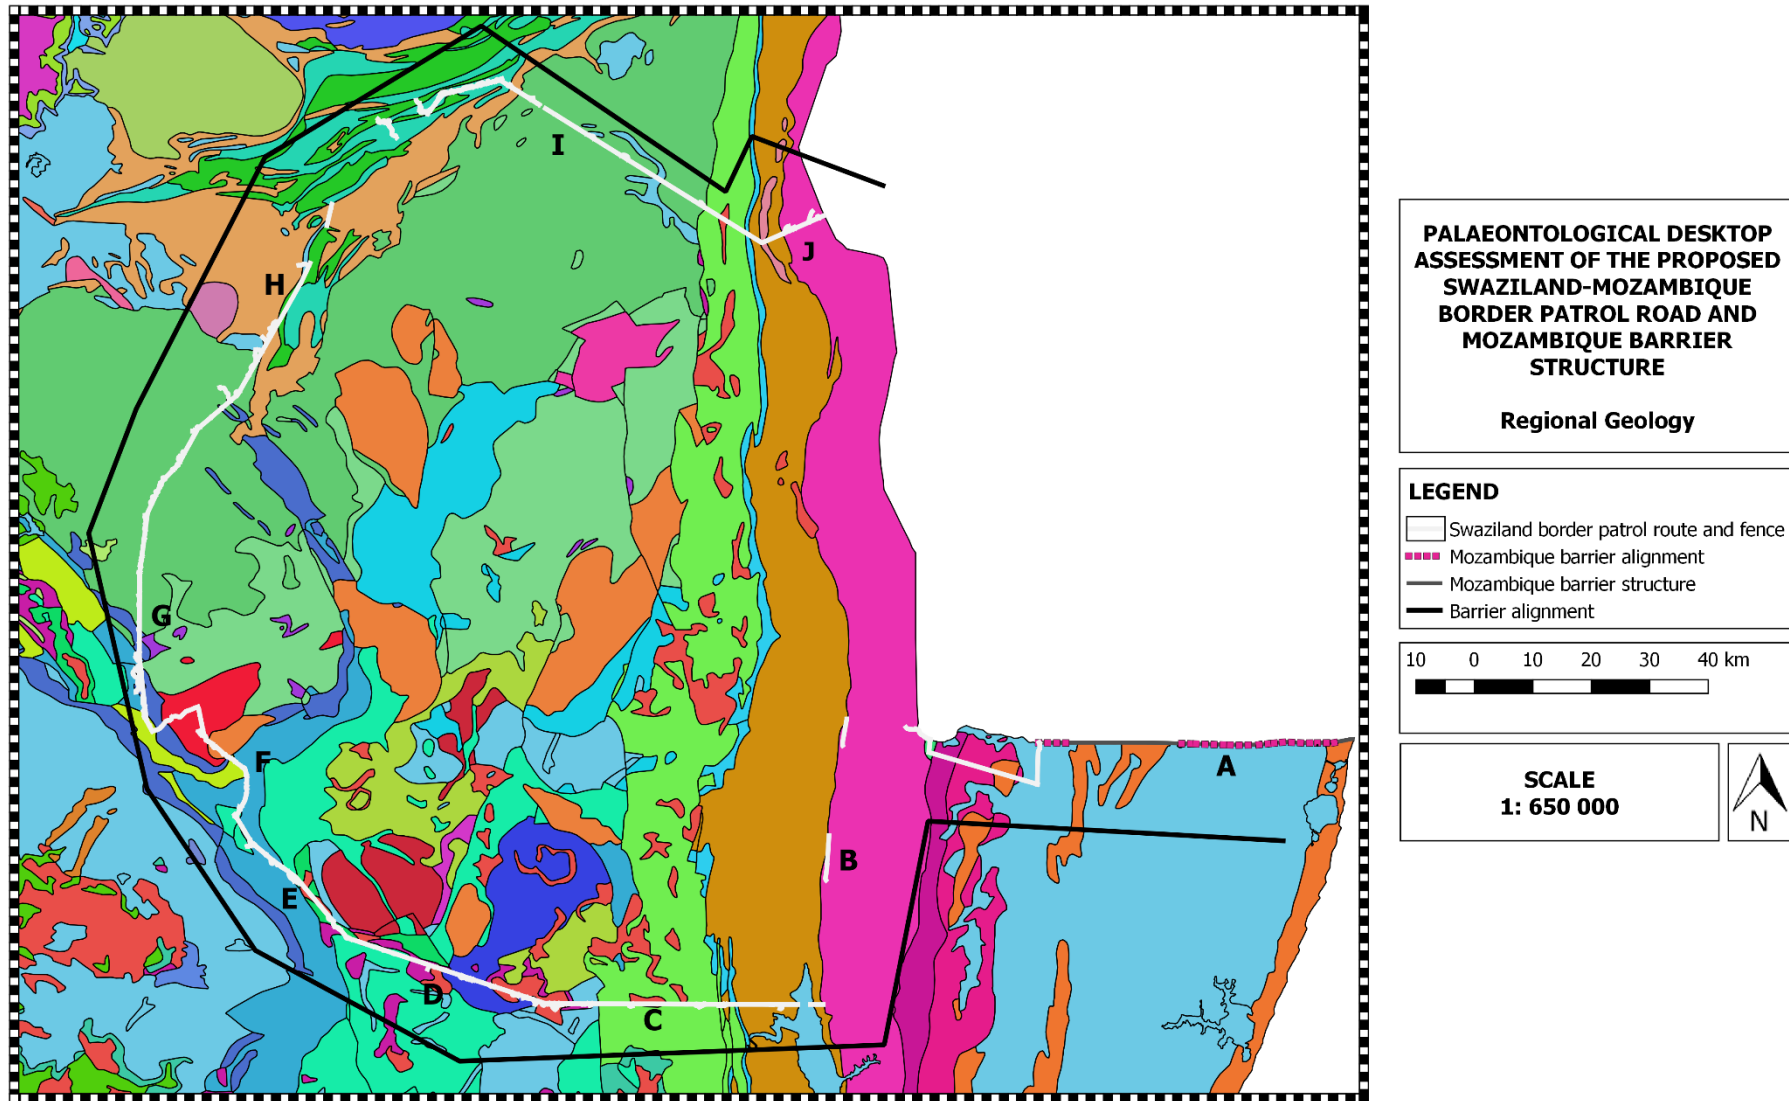 PALAEONTOLOGICAL DESKTOP
ASSESSMENT OF THE PROPOSED
SWAZILAND-MOZAMBIQUE
BORDER PATROL ROAD AND
MOZAMBIQUE BARRIER
STRUCTURE
Regional Geology
LEGEND
Swaziland border patrol route and fence
Mozambique barrier alignment
Mozambique barrier structure
Barrier alignment
10 0 10 20 30 40 km
SCALE
1: 650 000
N
I
J
H
G
F
A
B
E
D
C